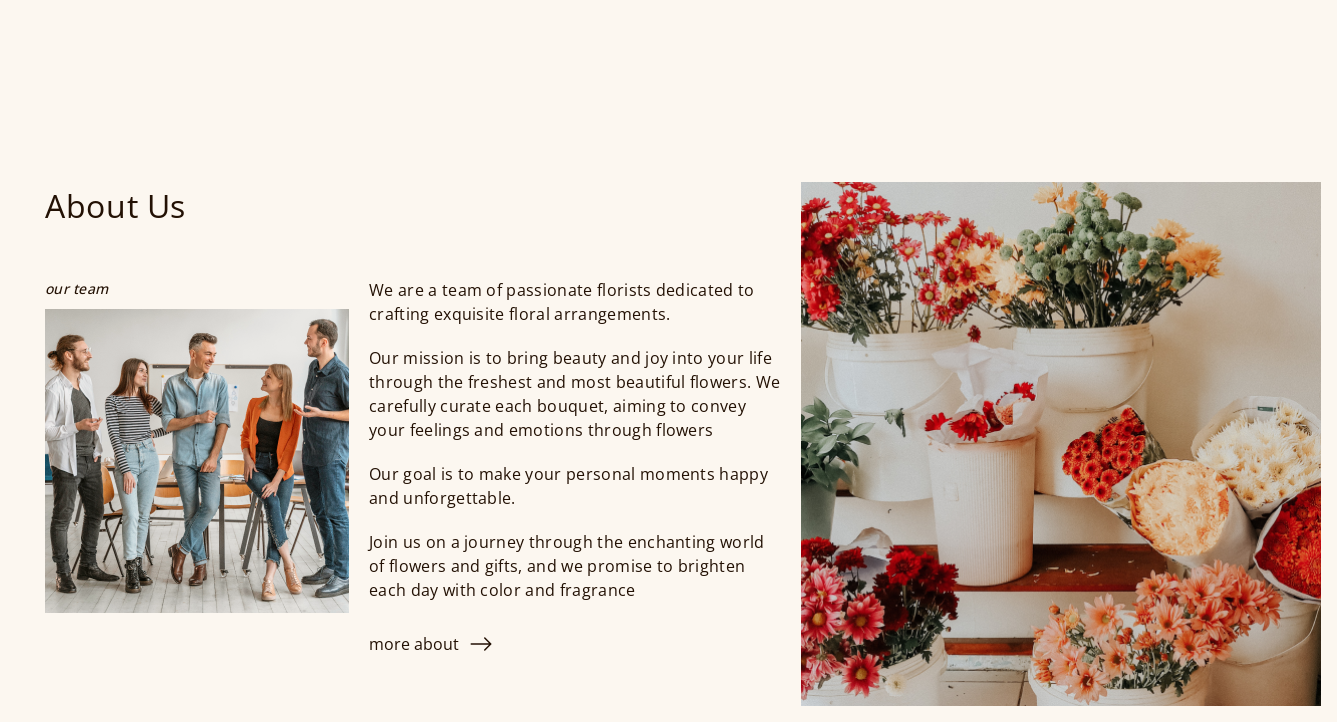 About Us
our team
We are a team of passionate florists dedicated to
crafting exquisite floral arrangements.
Our mission is to bring beauty and joy into your life
through the freshest and most beautiful flowers. We
carefully curate each bouquet, aiming to convey
your feelings and emotions through flowers
Our goal is to make your personal moments happy
and unforgettable.
Join us on a journey through the enchanting world
of flowers and gifts, and we promise to brighten
each day with color and fragrance
more about